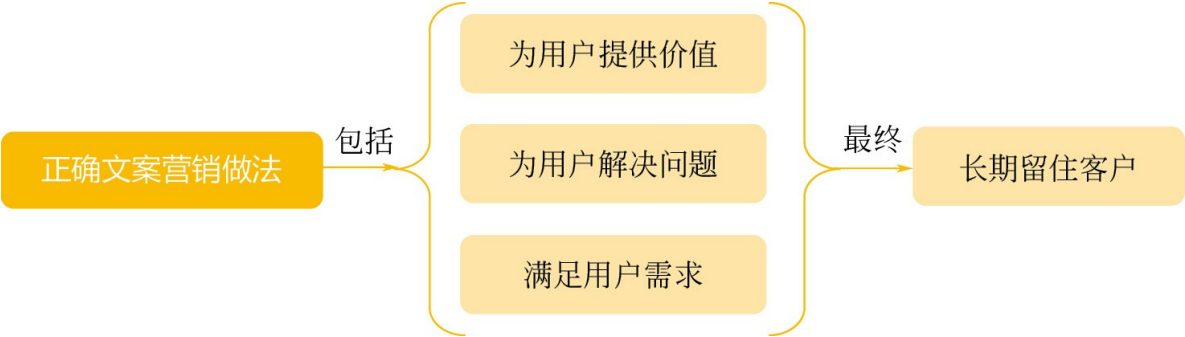 正确文案营销做法
包括
为用户提供价值
为用户解决问题
满足用户需求
最终
长期留住客户